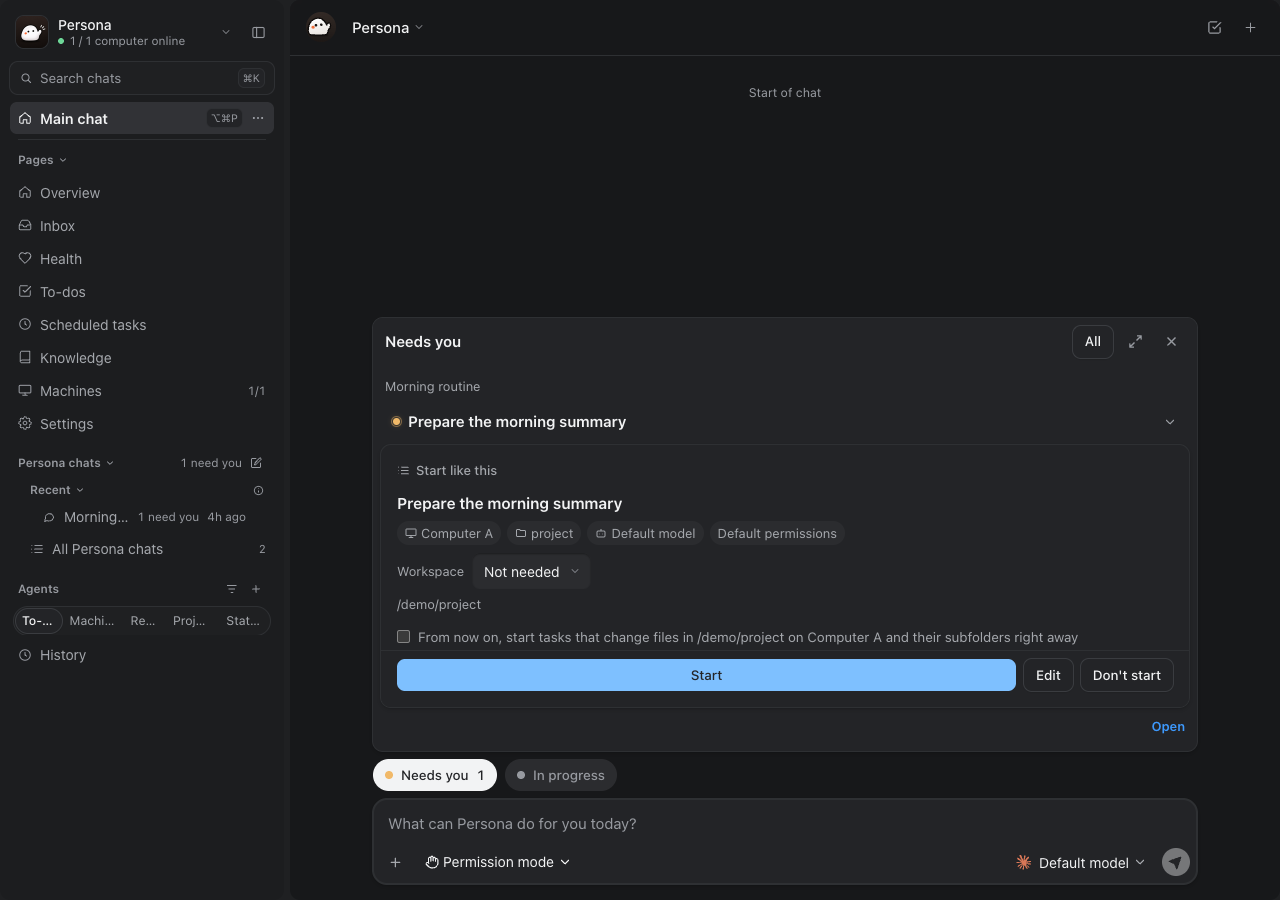 Persona
1 / 1 computer online
Search chats
⌘K
Main chat
⌥⌘P
Pages
Overview
Inbox
Health
To-dos
Scheduled tasks
Knowledge
Machines
1/1
Settings
Persona chats
1 need you
Recent
Morning...
1 need you
4h ago
All Persona chats
2
Agents
To-...
Machi...
Re...
Proj...
Stat...
History
Persona
Start of chat
Needs you
All
Morning routine
Prepare the morning summary
Start like this
Prepare the morning summary
Computer A
project
Default model
Default permissions
Workspace
Not needed
/demo/project
From now on, start tasks that change files in /demo/project on Computer A and their subfolders right away
Start
Edit
Don't start
Open
Needs you 1
In progress
What can Persona do for you today?
Permission mode
Default model